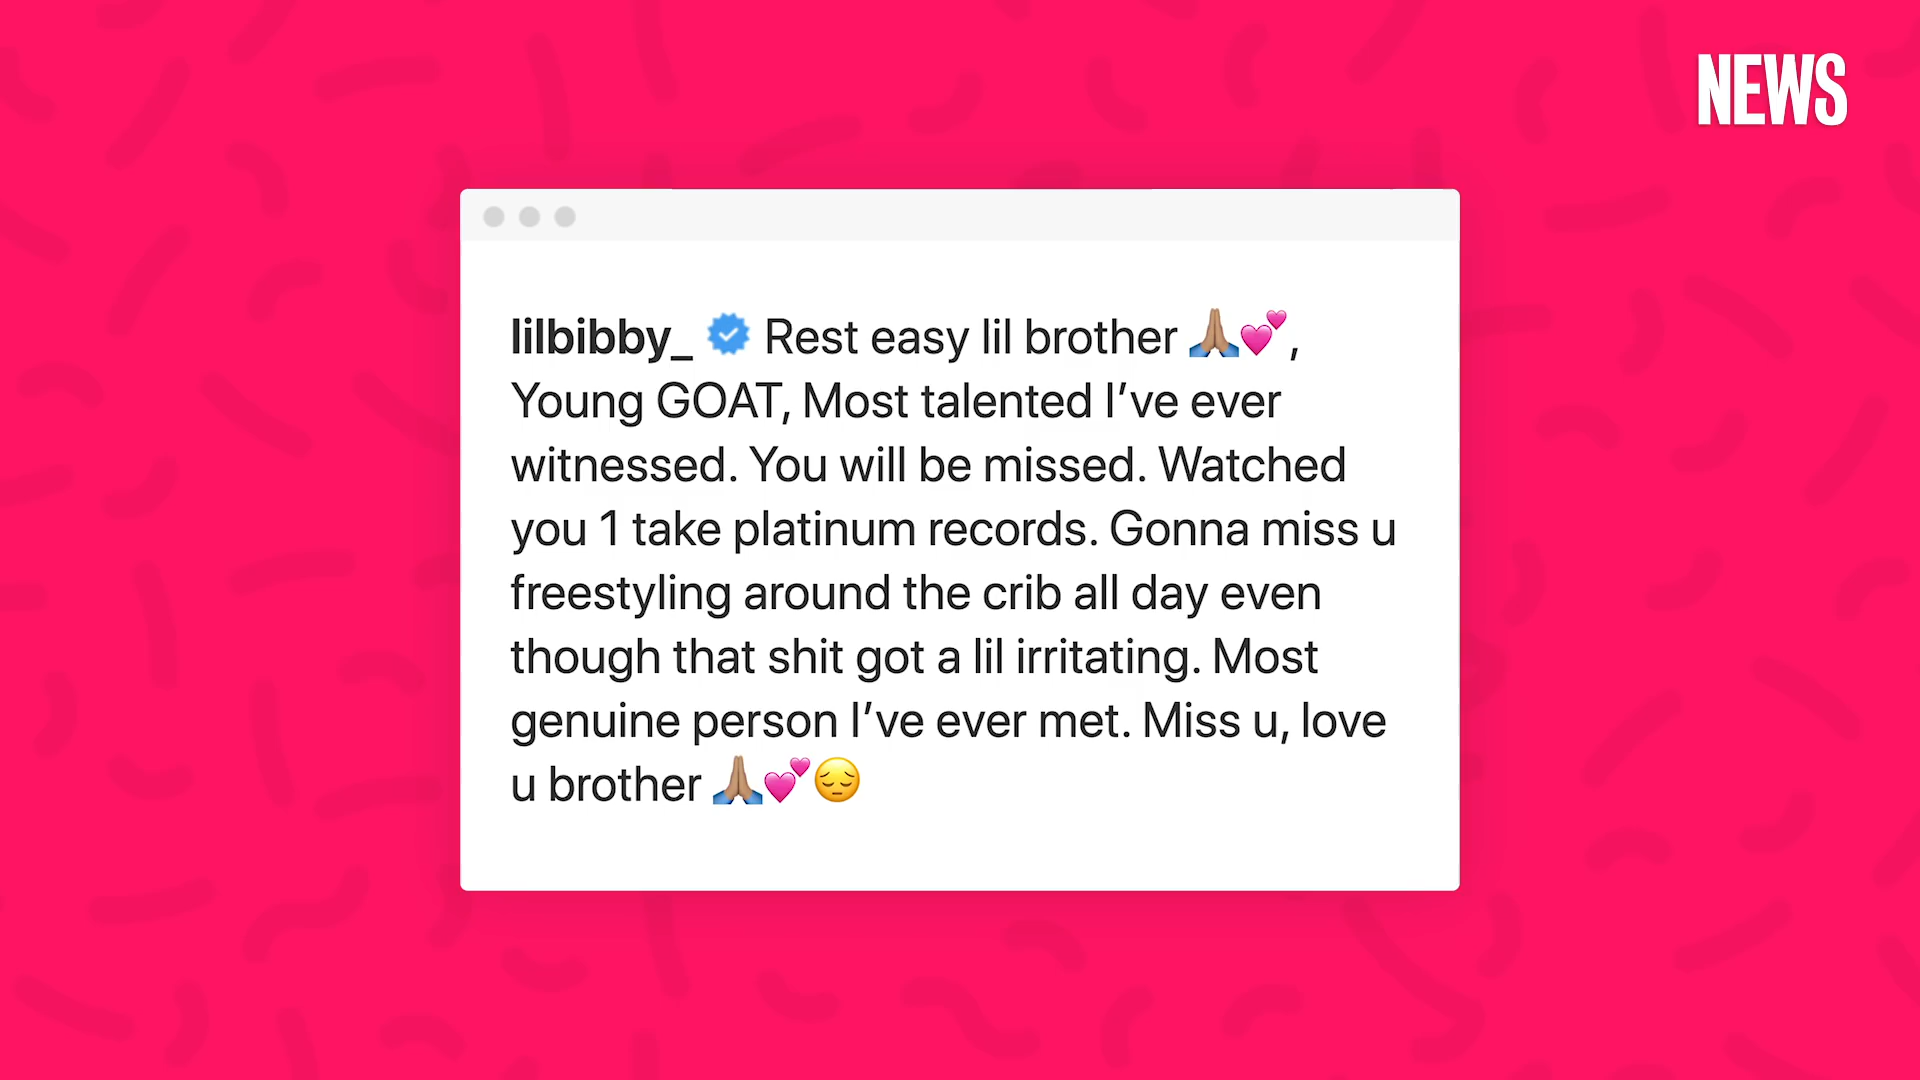 NEWS
lilbibby_ Rest easy lil brother 🙏🏽💕,
Young GOAT, Most talented I’ve ever
witnessed. You will be missed. Watched
you 1 take platinum records. Gonna miss u
freestyling around the crib all day even
though that shit got a lil irritating. Most
genuine person I’ve ever met. Miss u, love
u brother 🙏🏽💕😔